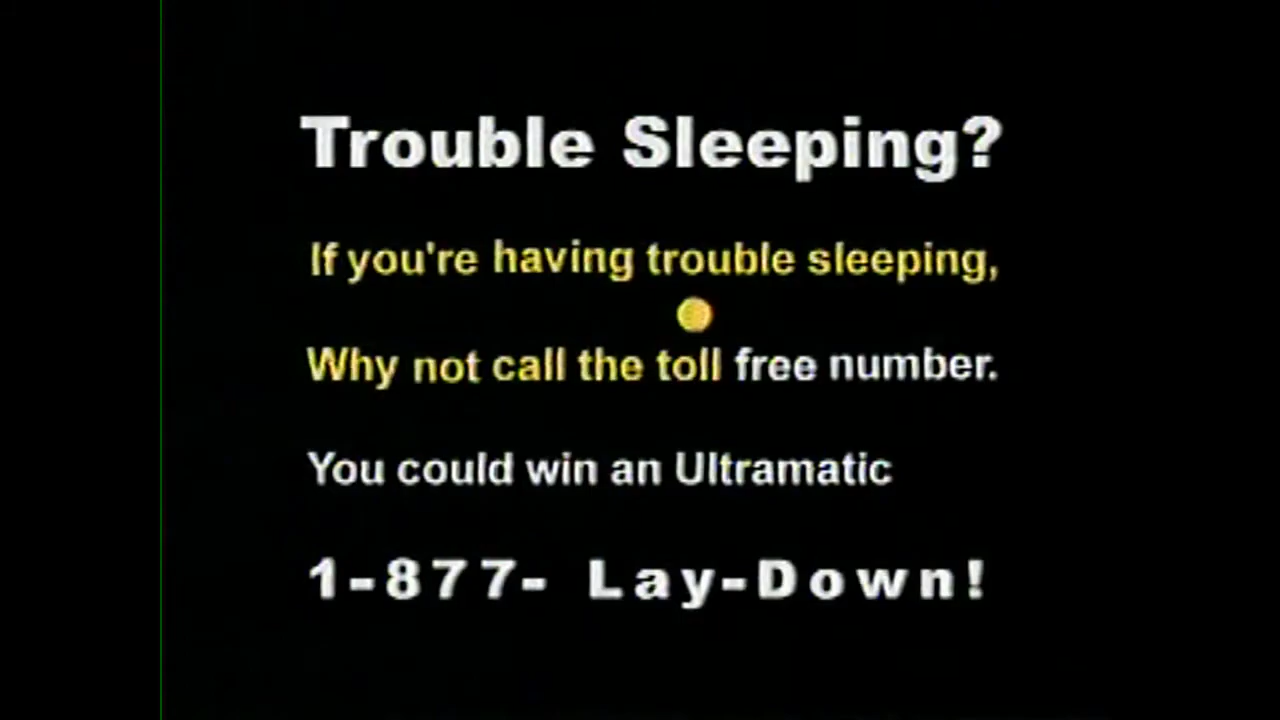 Trouble Sleeping?
If you're having trouble sleeping,
Why not call the toll free number.
You could win an Ultramatic
1-877- Lay-Down!